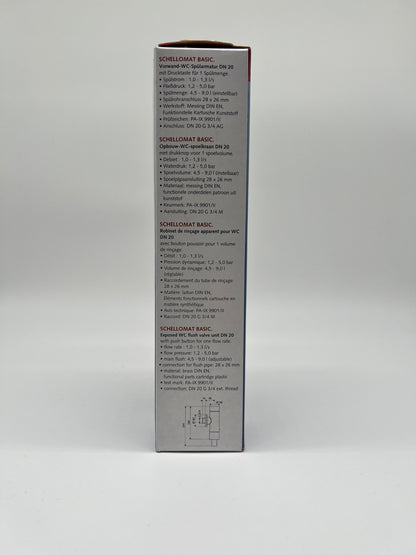 SCHELLOMAT BASIC.
Vorwand-WC-Spülarmatur DN 20
mit Drucktaste für 1 Spülmenge.
• Spülstrom : 1,0 - 1,3 l/s
• Fließdruck: 1,2 - 5,0 bar
• Spülmenge: 4,5 - 9,0 l (einstellbar)
• Spülrohranschluss 28 x 26 mm
• Werkstoff: Messing DIN EN,
Funktionsteile Kartusche Kunststoff
• Prüfzeichen: PA-IX 9901/II
• Anschluss: DN 20 G 3/4 AG
SCHELLOMAT BASIC.
Opbouw-WC-spoelkraan DN 20
met drukknop voor 1 spoelvolume.
• Debiet : 1,0 - 1,3 l/s
• Waterdruk: 1,2 - 5,0 bar
• Spoelvolume: 4,5 - 9,0 l (instelbaar)
• Spoelpijpaansluiting 28 x 26 mm
• Materiaal: messing DIN EN,
functionele onderdelen patroon uit
kunststof
• Keurmerk: PA-IX 9901/II
• Aansluiting: DN 20 G 3/4 M
SCHELLOMAT BASIC.
Robinet de rinçage apparent pour WC
DN 20
avec bouton poussoir pour 1 volume
de rinçage.
• Débit : 1,0 - 1,3 l/s
• Pression dynamique: 1,2 - 5,0 bar
• Volume de rinçage: 4,5 - 9,0 l
(réglable)
• Raccordement du tube de rinçage
28 x 26 mm
• Matière: laiton DIN EN,
Eléments fonctionnels cartouche en
matière synthétique
• Avis technique: PA-IX 9901/II
• Raccord: DN 20 G 3/4 M
SCHELLOMAT BASIC.
Exposed WC flush valve unit DN 20
with push button for one flow rate.
• flow rate : 1,0 - 1,3 l/s
• flow pressure: 1,2 - 5,0 bar
• main flush: 4,5 - 9,0 l (adjustable)
• connection for flush pipe: 28 x 26 mm
• material: brass DIN EN,
functional parts cartridge plastic
• test mark: PA-IX 9901/II
• connection: DN 20 G 3/4 ext. thread